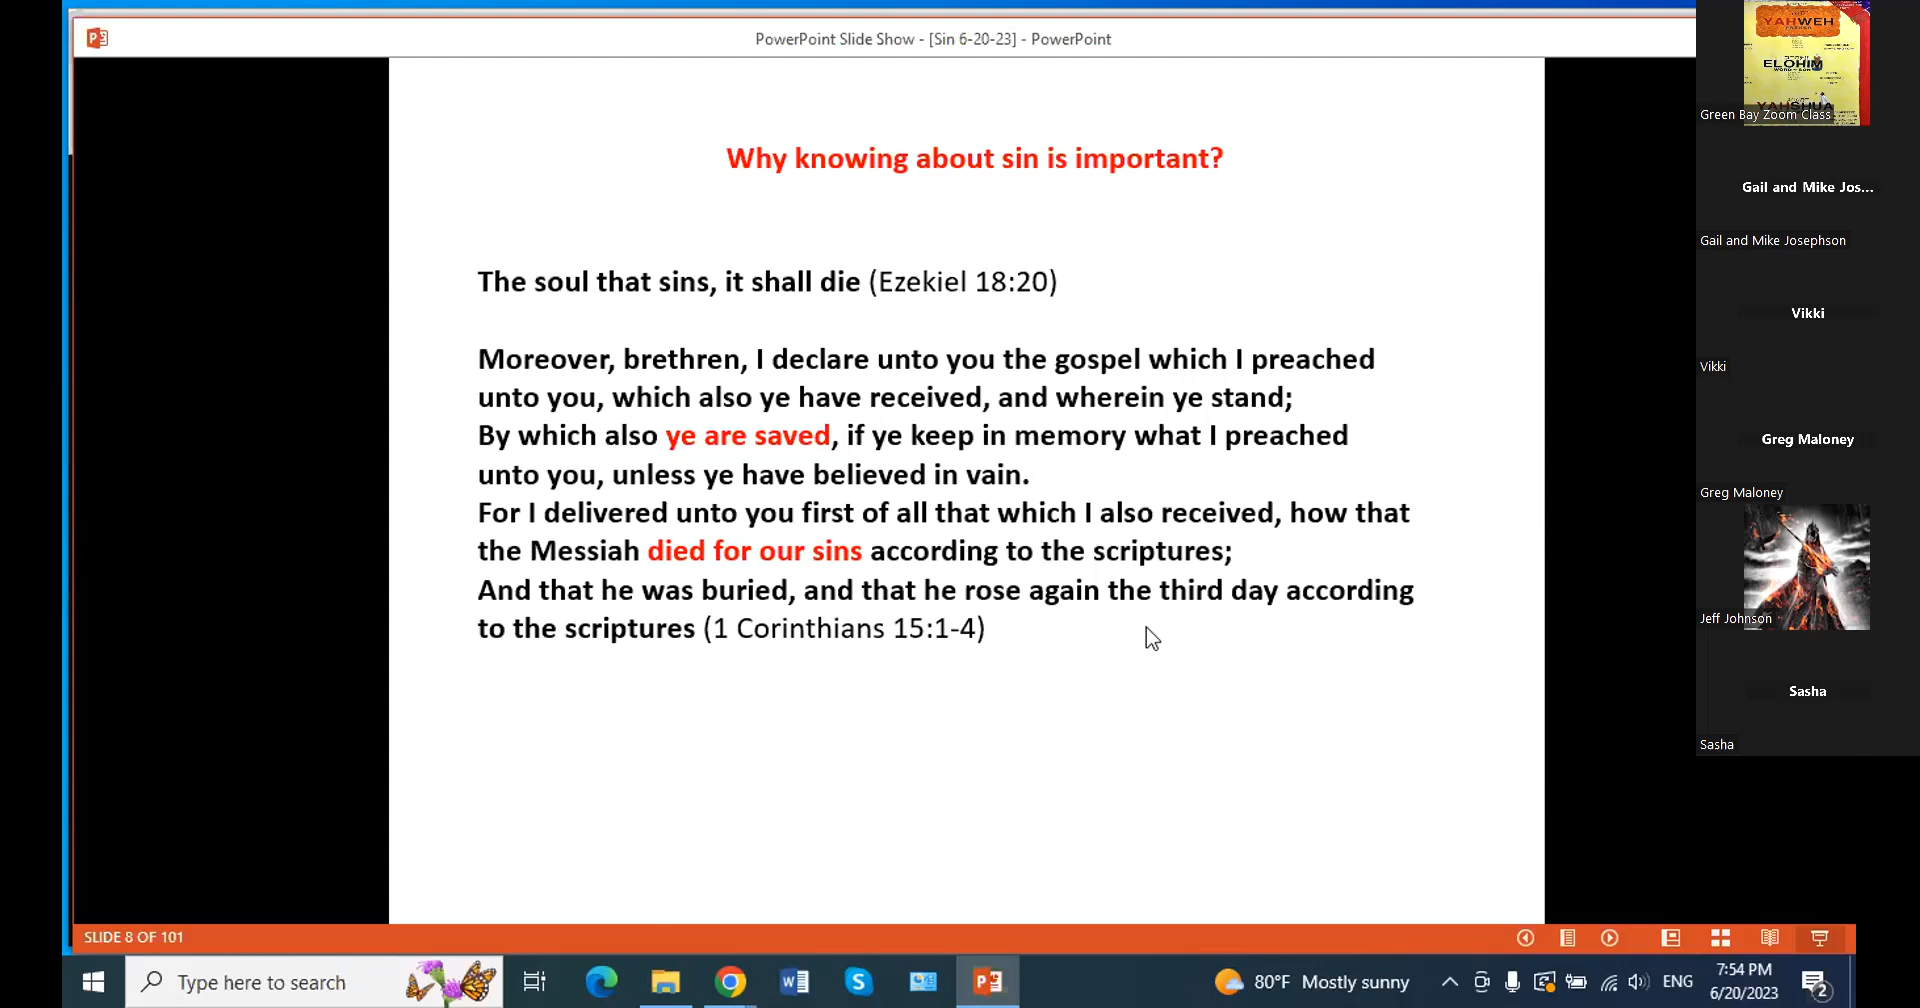 PowerPoint Slide Show - [Sin 6-20-23] - PowerPoint
Why knowing about sin is important?
The soul that sins, it shall die (Ezekiel 18:20)
Moreover, brethren, I declare unto you the gospel which I preached
unto you, which also ye have received, and wherein ye stand;
By which also ye are saved, if ye keep in memory what I preached
unto you, unless ye have believed in vain.
For I delivered unto you first of all that which I also received, how that
the Messiah died for our sins according to the scriptures;
And that he was buried, and that he rose again the third day according
to the scriptures (1 Corinthians 15:1-4)
YAHWEH
ELOHIM
YAHSHUA
Green Bay Zoom Class
Gail and Mike Jos...
Gail and Mike Josephson
Vikki
Vikki
Greg Maloney
Greg Maloney
Jeff Johnson
Sasha
Sasha
SLIDE 8 OF 101
Type here to search
80°F Mostly sunny
ENG
7:54 PM
6/20/2023
2